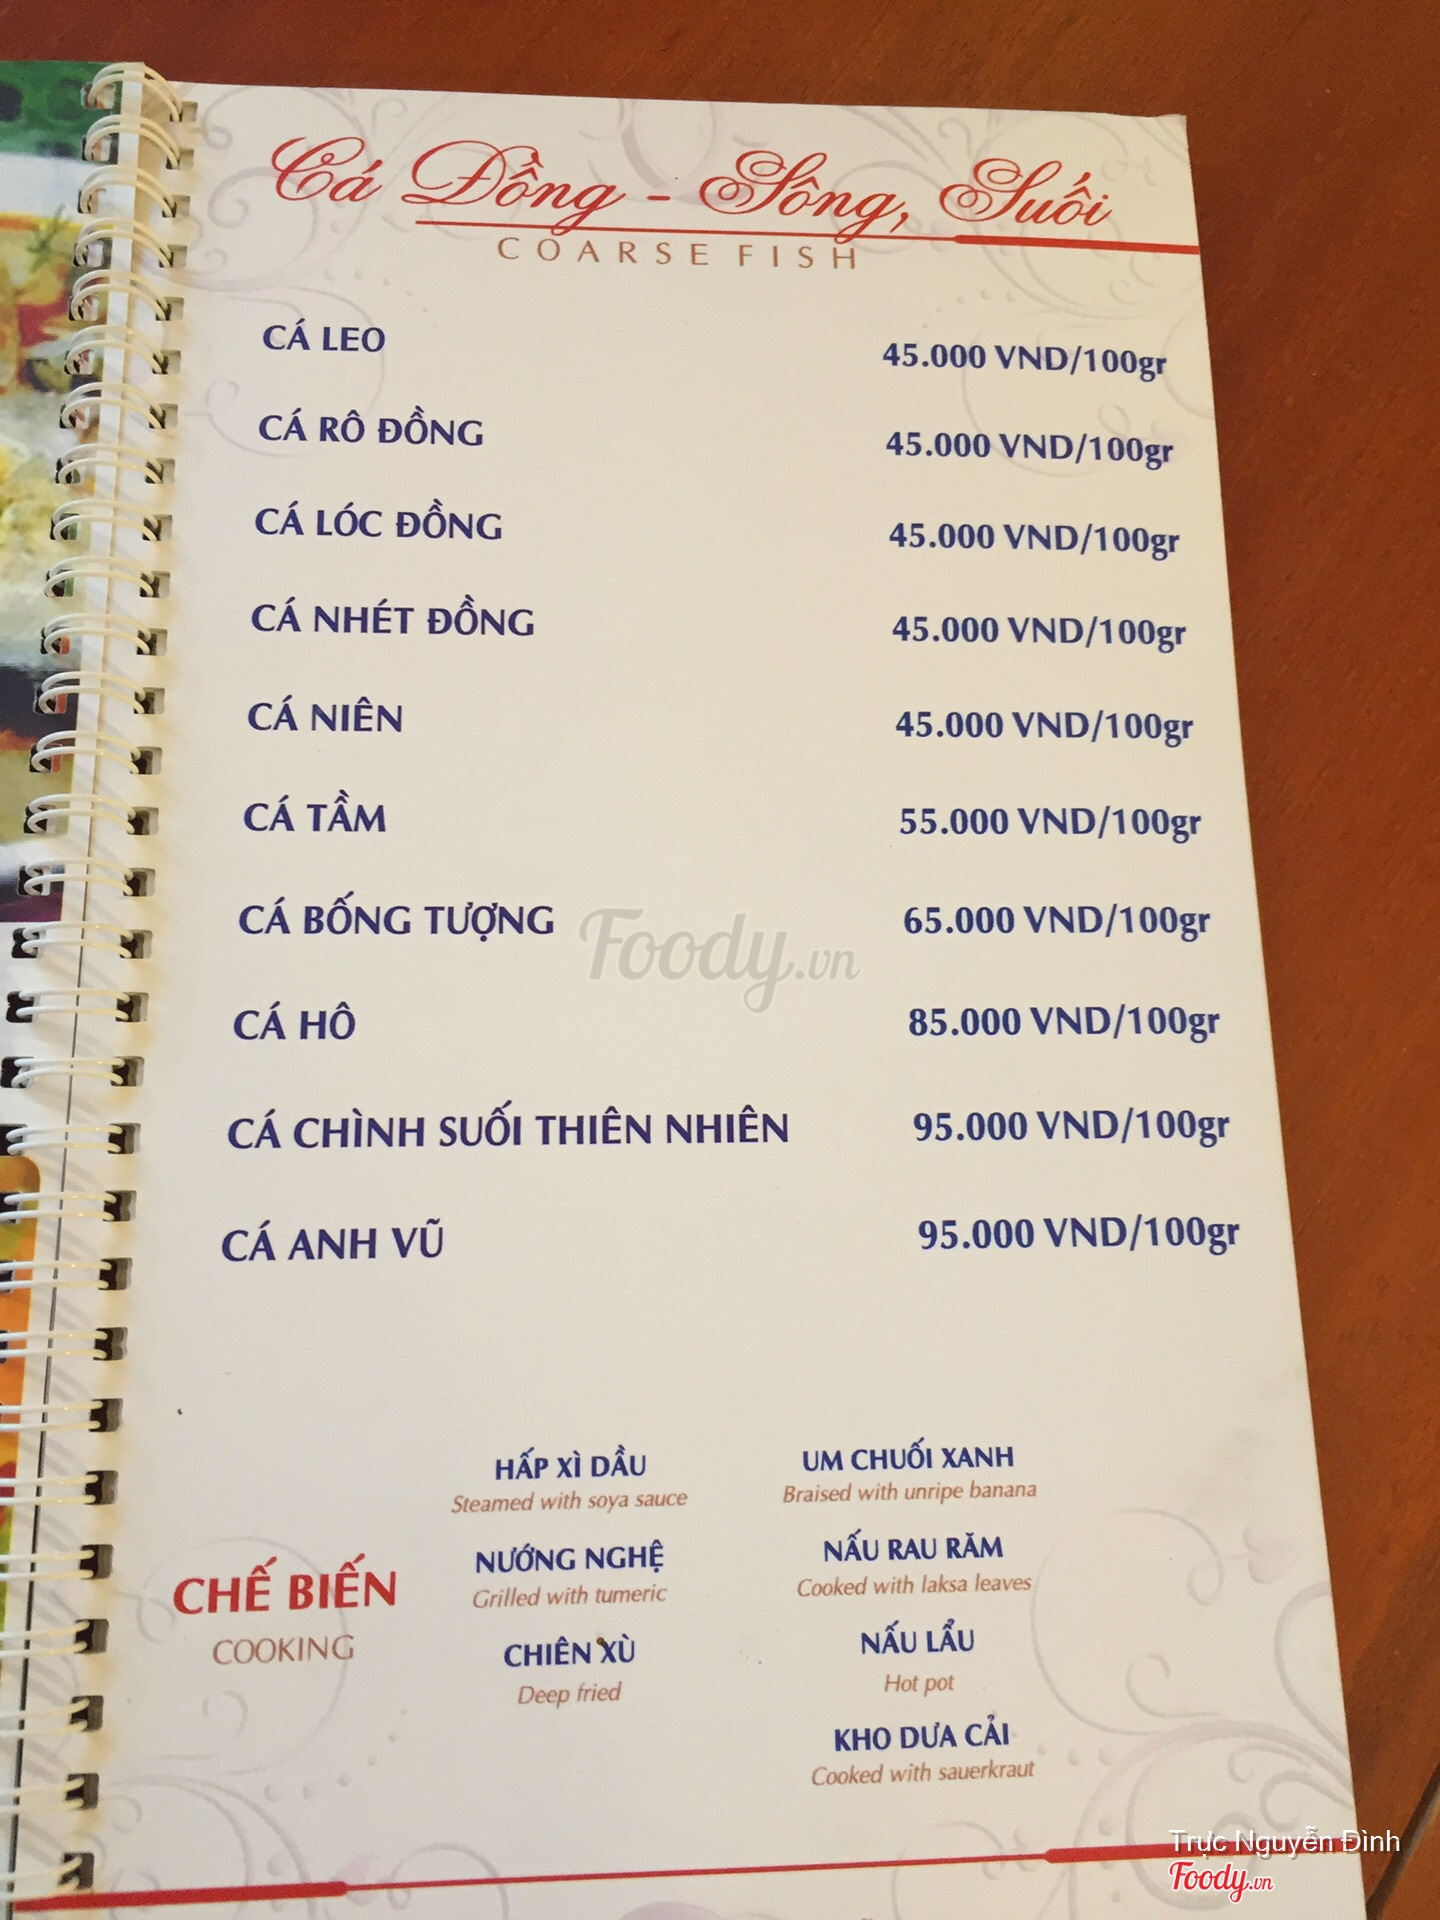 Cá Đồng - Sông, Suối
COARSE FISH
CÁ LEO 45.000 VND/100gr
CÁ RÔ ĐỒNG 45.000 VND/100gr
CÁ LÓC ĐỒNG 45.000 VND/100gr
CÁ NHÉT ĐỒNG 45.000 VND/100gr
CÁ NIÊN 45.000 VND/100gr
CÁ TẦM 55.000 VND/100gr
CÁ BỐNG TƯỢNG 65.000 VND/100gr
Foody.vn
CÁ HÔ 85.000 VND/100gr
CÁ CHÌNH SUỐI THIÊN NHIÊN 95.000 VND/100gr
CÁ ANH VŨ 95.000 VND/100gr
CHẾ BIẾN
COOKING
HẤP XÌ DẦU
Steamed with soya sauce
NƯỚNG NGHỆ
Grilled with tumeric
CHIÊN XÙ
Deep fried
UM CHUỐI XANH
Braised with unripe banana
NẤU RAU RĂM
Cooked with laksa leaves
NẤU LẨU
Hot pot
KHO DƯA CẢI
Cooked with sauerkraut
Trực Nguyễn Đình
Foody.vn